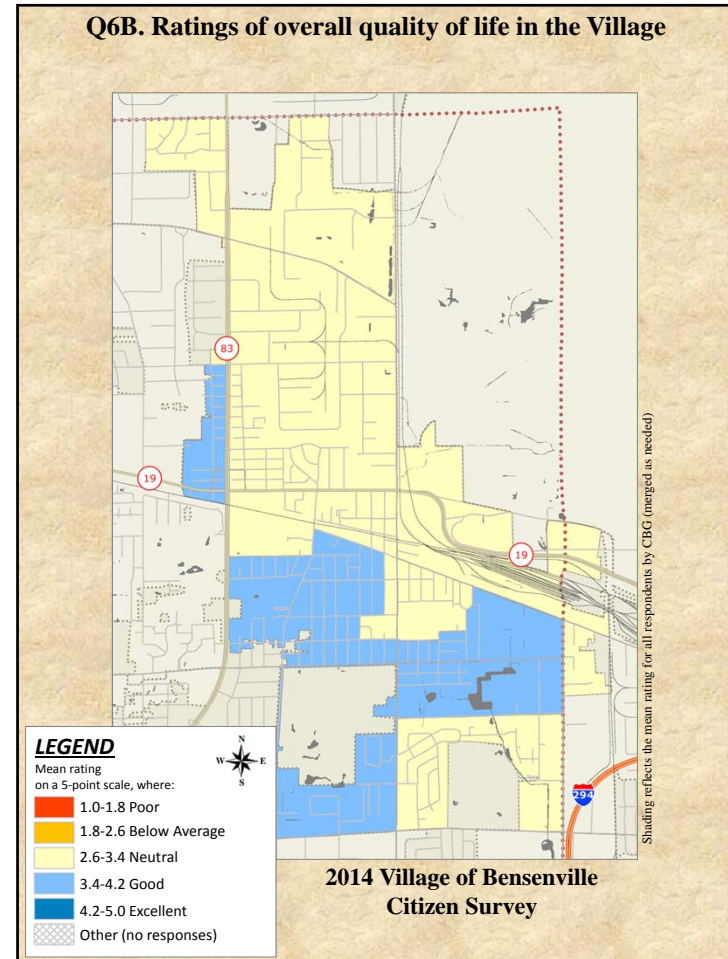 Q6B. Ratings of overall quality of life in the Village
83
19
19
294
Shading reflects the mean rating for all respondents by CBG (merged as needed)
LEGEND
Mean rating
on a 5-point scale, where:
N
W E
S
1.0-1.8 Poor
1.8-2.6 Below Average
2.6-3.4 Neutral
3.4-4.2 Good
4.2-5.0 Excellent
Other (no responses)
2014 Village of Bensenville
Citizen Survey